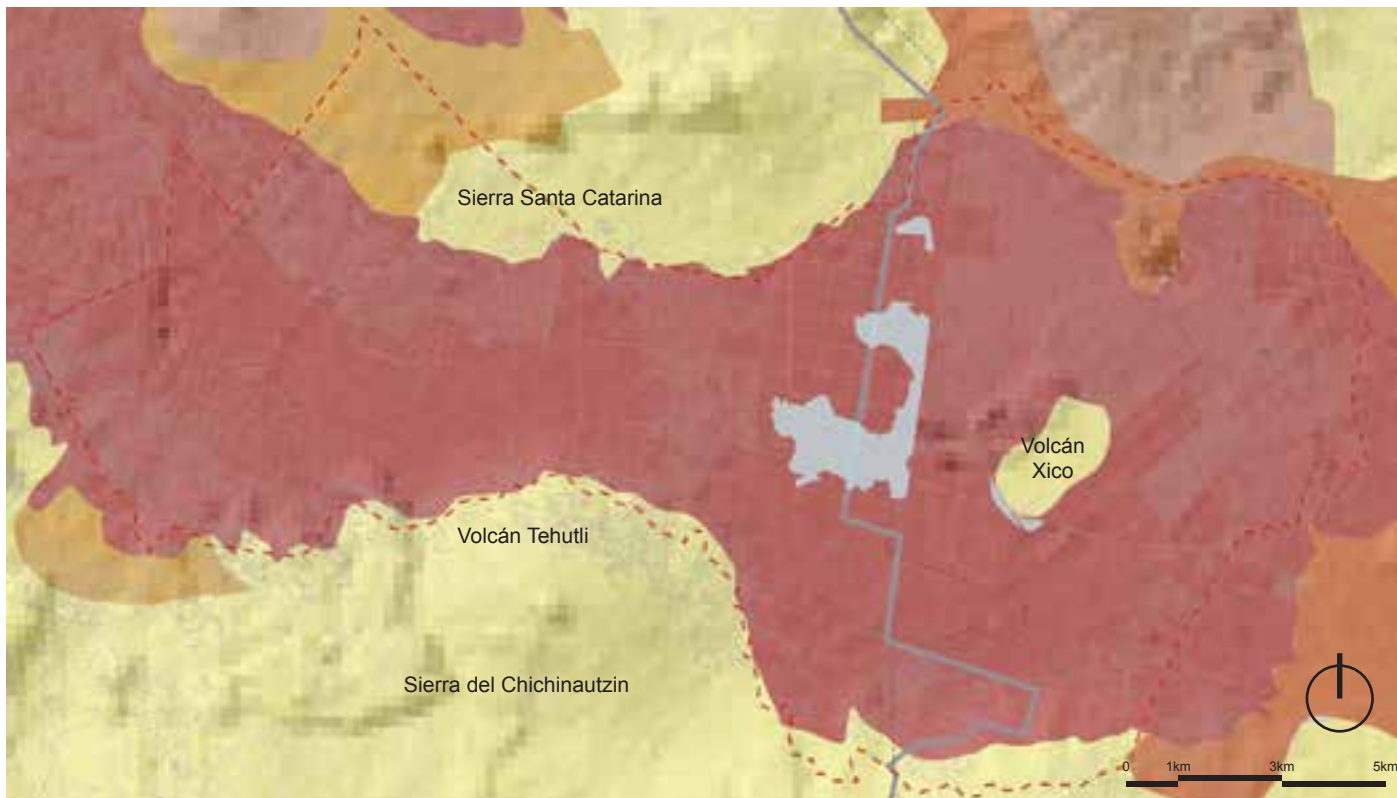 Sierra Santa Catarina
Volcán
Xico
Volcán Tehutli
Sierra del Chichinautzin
0 1km 3km 5km